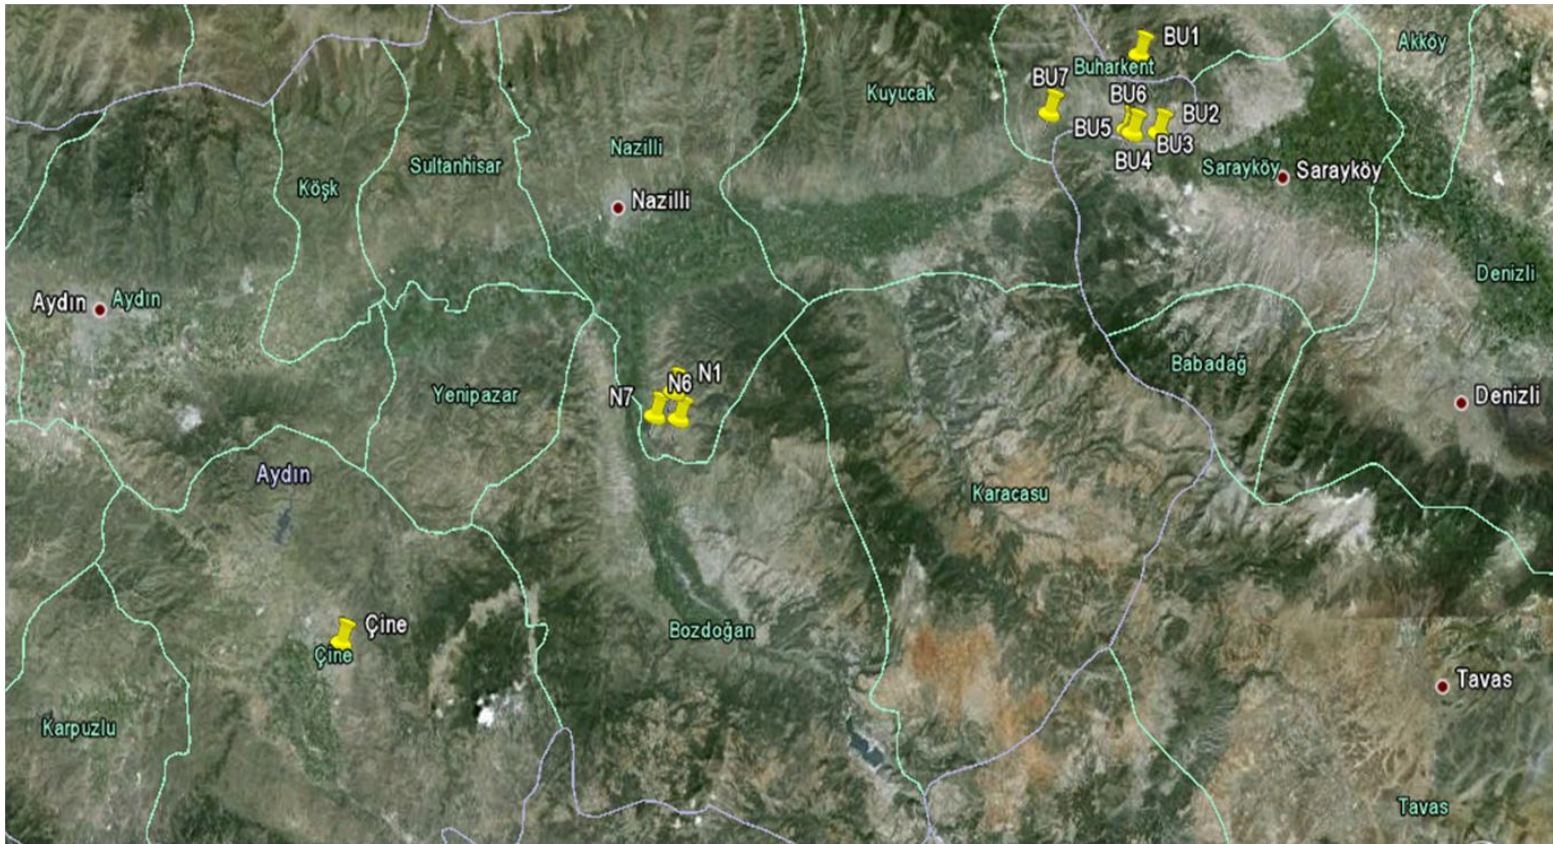 BU1
Akköy
Buharkent
BU7
Kuyucak
BU6
BU2
BU5
BU3
BU4
Nazilli
Sultanhisar
Köşk
Sarayköy
Sarayköy
Nazilli
Denizli
Aydın
Aydın
Babadağ
N1
N6
N7
Yenipazar
Denizli
Aydın
Karacasu
Çine
Bozdoğan
Çine
Tavas
Karpuzlu
Tavas